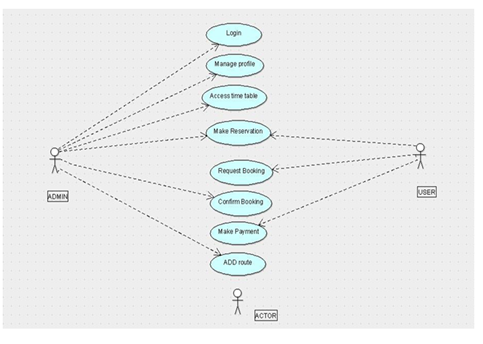 Login
Manage profile
Access time table
Make Reservation
Request Booking
Confirm Booking
Make Payment
ADD route
ADMIN
USER
ACTOR